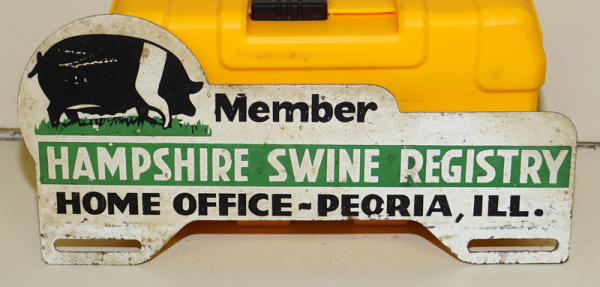 Member
HAMPSHIRE SWINE REGISTRY
HOME OFFICE~PEORIA, ILL.